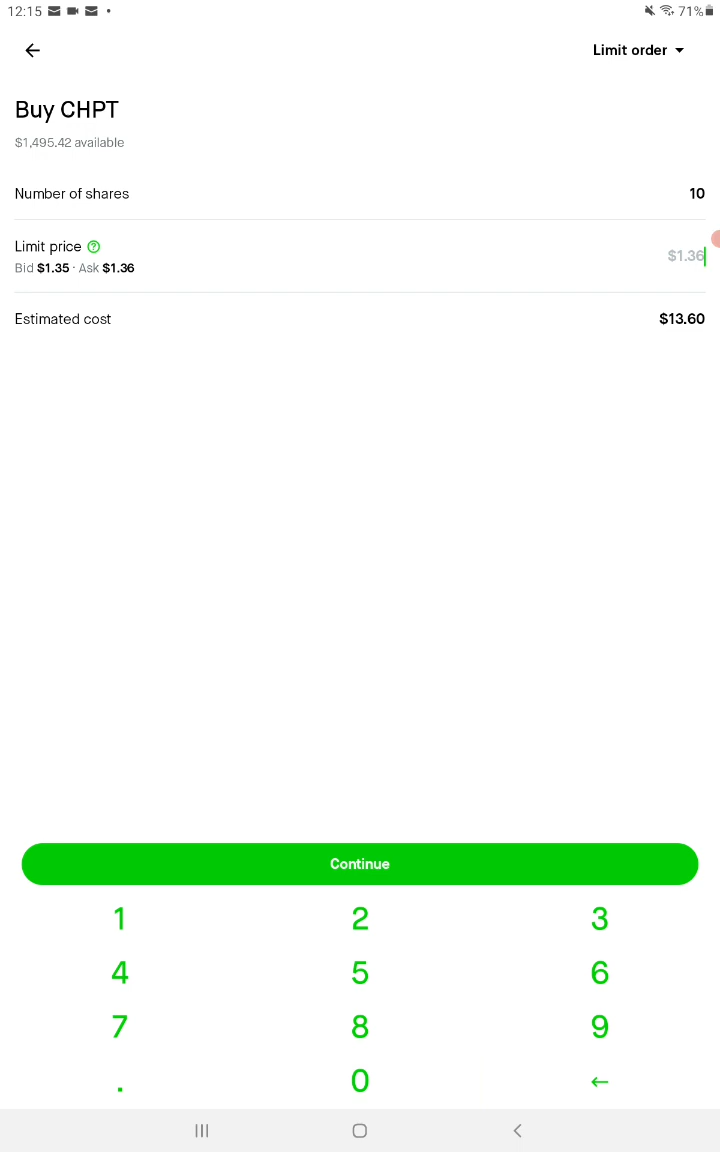 12:15
71%
Limit order
Buy CHPT
$1,495.42 available
Number of shares
10
Limit price ?
$1.36
Bid $1.35 · Ask $1.36
Estimated cost
$13.60
Continue
1 2 3
4 5 6
7 8 9
. 0 ←